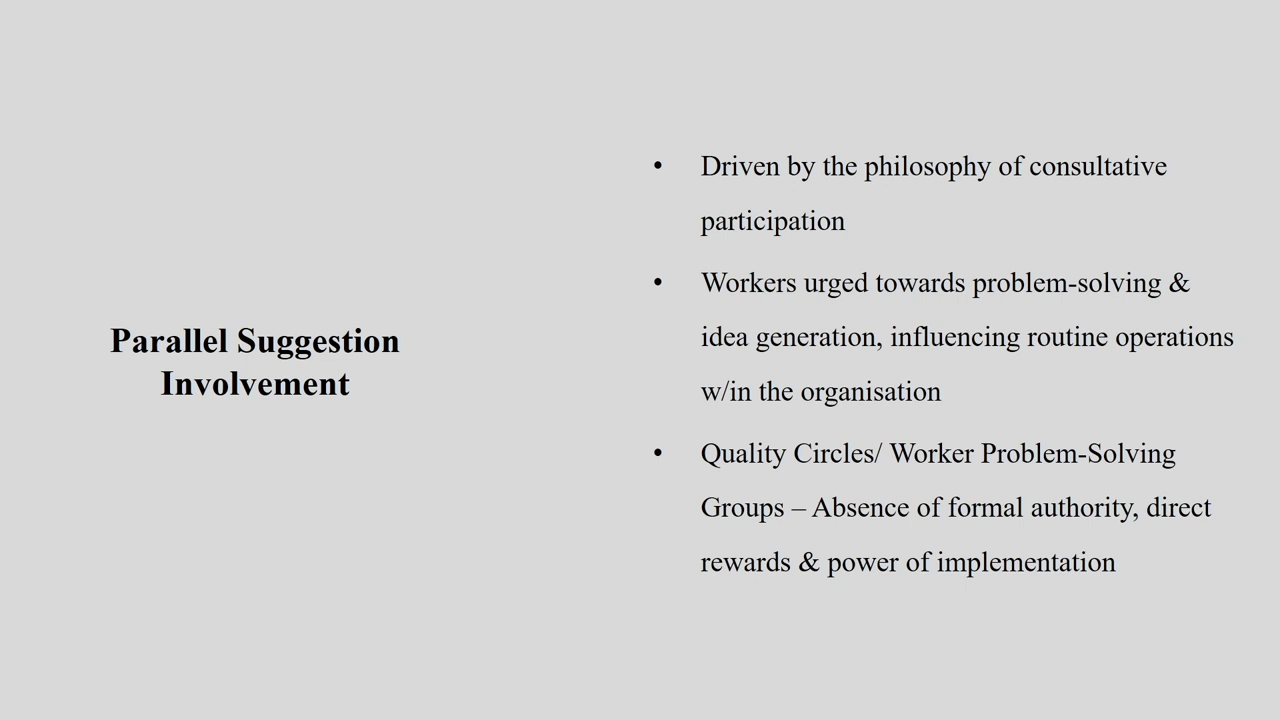 Parallel Suggestion
Involvement
• Driven by the philosophy of consultative
participation
• Workers urged towards problem-solving &
idea generation, influencing routine operations
w/in the organisation
• Quality Circles/ Worker Problem-Solving
Groups – Absence of formal authority, direct
rewards & power of implementation